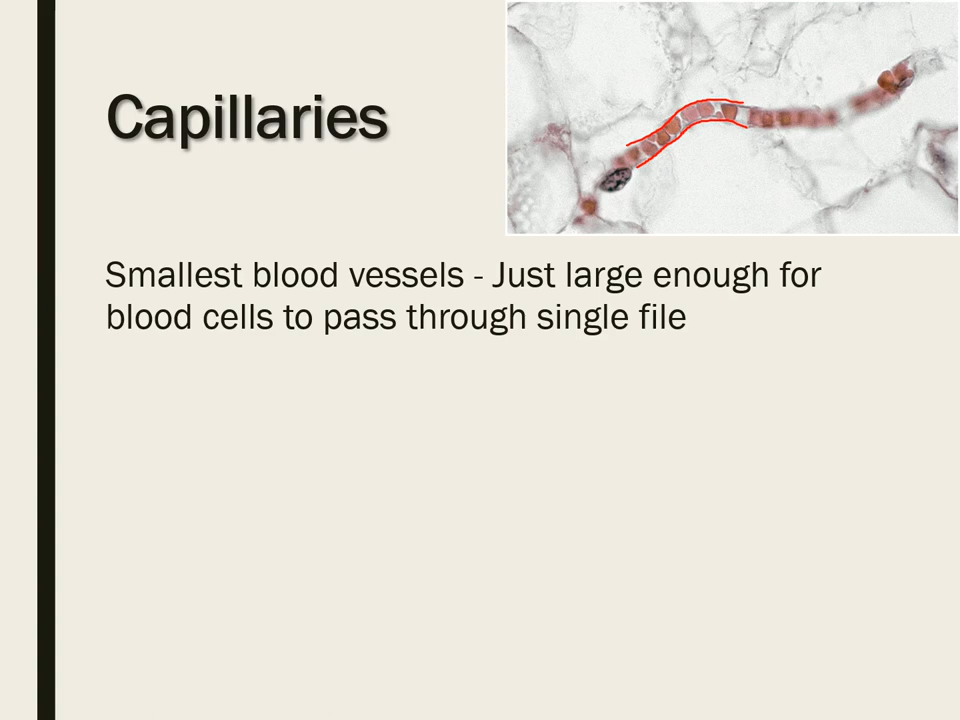 Capillaries
Smallest blood vessels - Just large enough for
blood cells to pass through single file